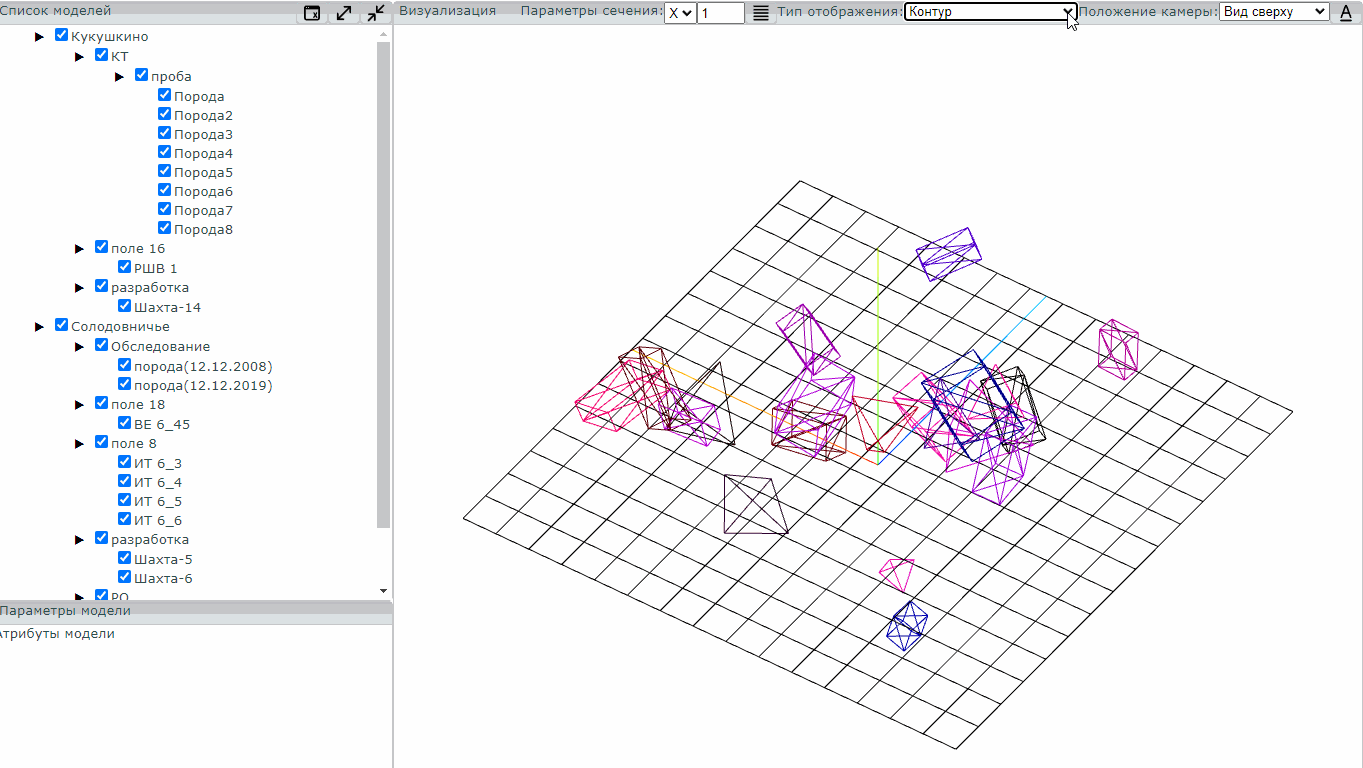 Список моделей
Визуализация Параметры сечения: X 1 Тип отображения: Контур Положение камеры: Вид сверху A
Кукушкино
КТ
проба
Порода
Порода2
Порода3
Порода4
Порода5
Порода6
Порода7
Порода8
поле 16
РШВ 1
разработка
Шахта-14
Солодовничье
Обследование
порода(12.12.2008)
порода(12.12.2019)
поле 18
ВЕ 6_45
поле 8
ИТ 6_3
ИТ 6_4
ИТ 6_5
ИТ 6_6
разработка
Шахта-5
Шахта-6
РО
Параметры модели
Атрибуты модели